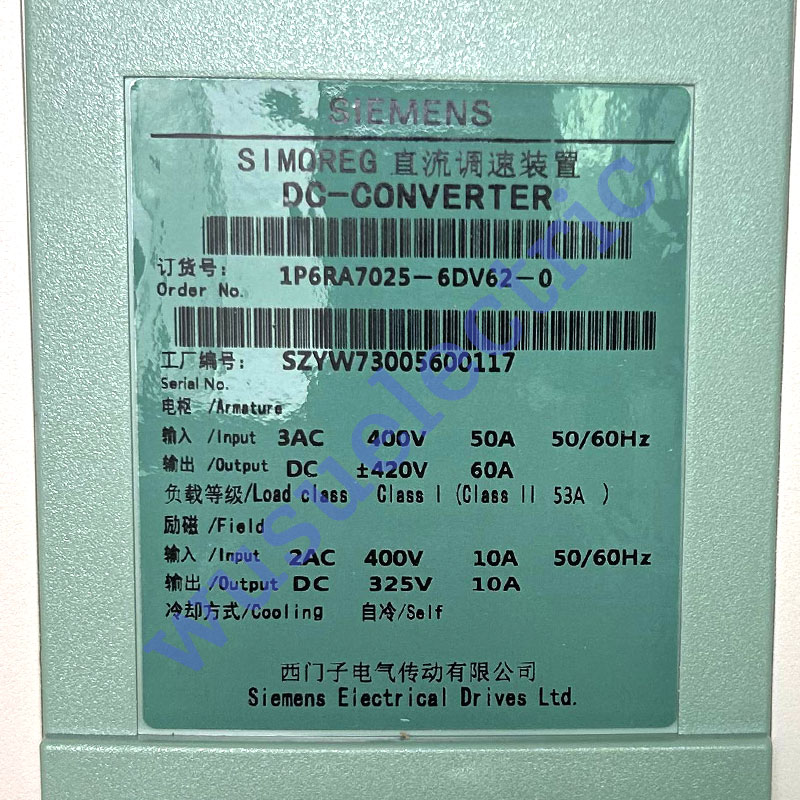 SIEMENS
SIMOREG 直流调速装置
DC-CONVERTER
订货号: 1P6RA7025-6DV62-0
Order No.
工厂编号: SZYW73005600117
Serial No.
电枢 /Armature
输入 /Input 3AC 400V 50A 50/60Hz
输出 /Output DC ±420V 60A
负载等级/Load class Class I (Class II 53A )
励磁 /Field
输入 /Input 2AC 400V 10A 50/60Hz
输出/Output DC 325V 10A
冷却方式/Cooling 自冷/Self
西门子电气传动有限公司
Siemens Electrical Drives Ltd.
wusuelectric